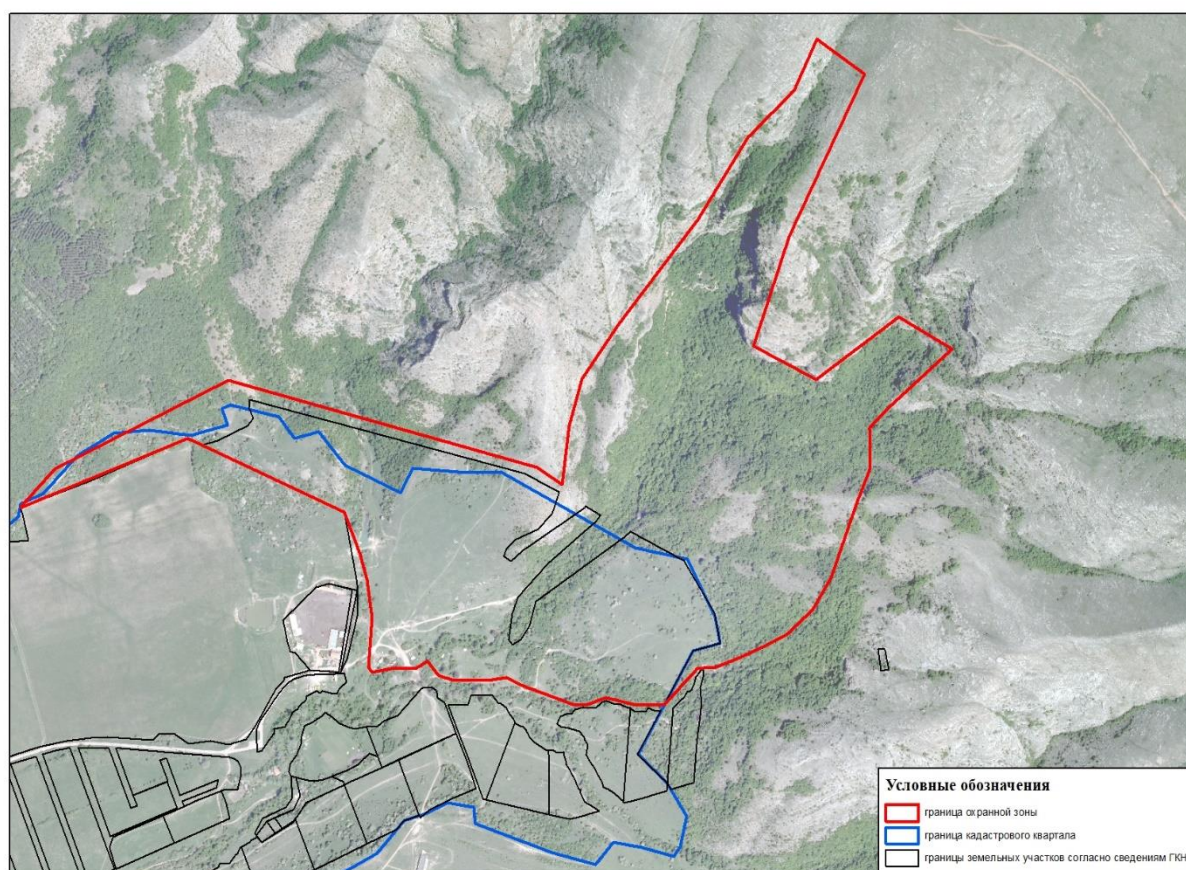 Условные обозначения
граница охранной зоны
граница кадастрового квартала
границы земельных участков согласно сведениям ГКН